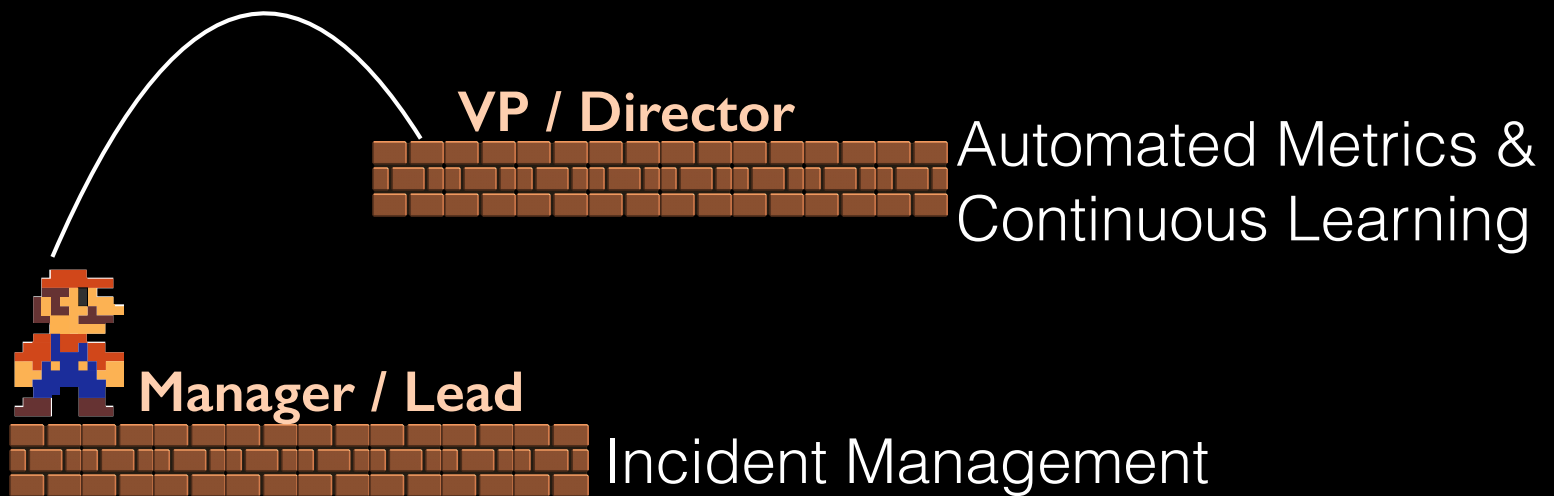 VP / Director
Automated Metrics &
Continuous Learning
Manager / Lead
Incident Management